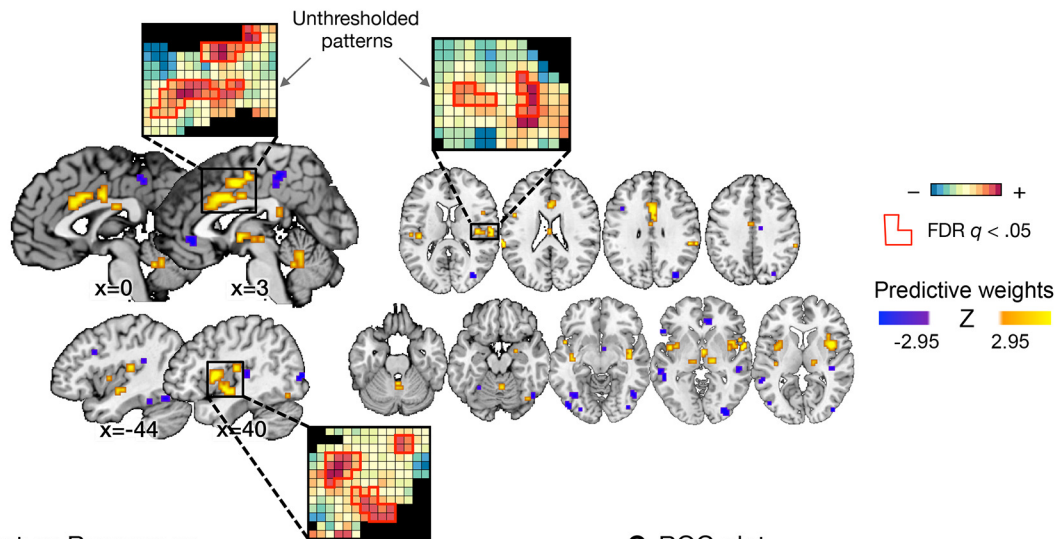 Unthresholded
patterns
x=0
x=3
x=-44
x=40
− +
FDR q < .05
Predictive weights
Z
-2.95 2.95